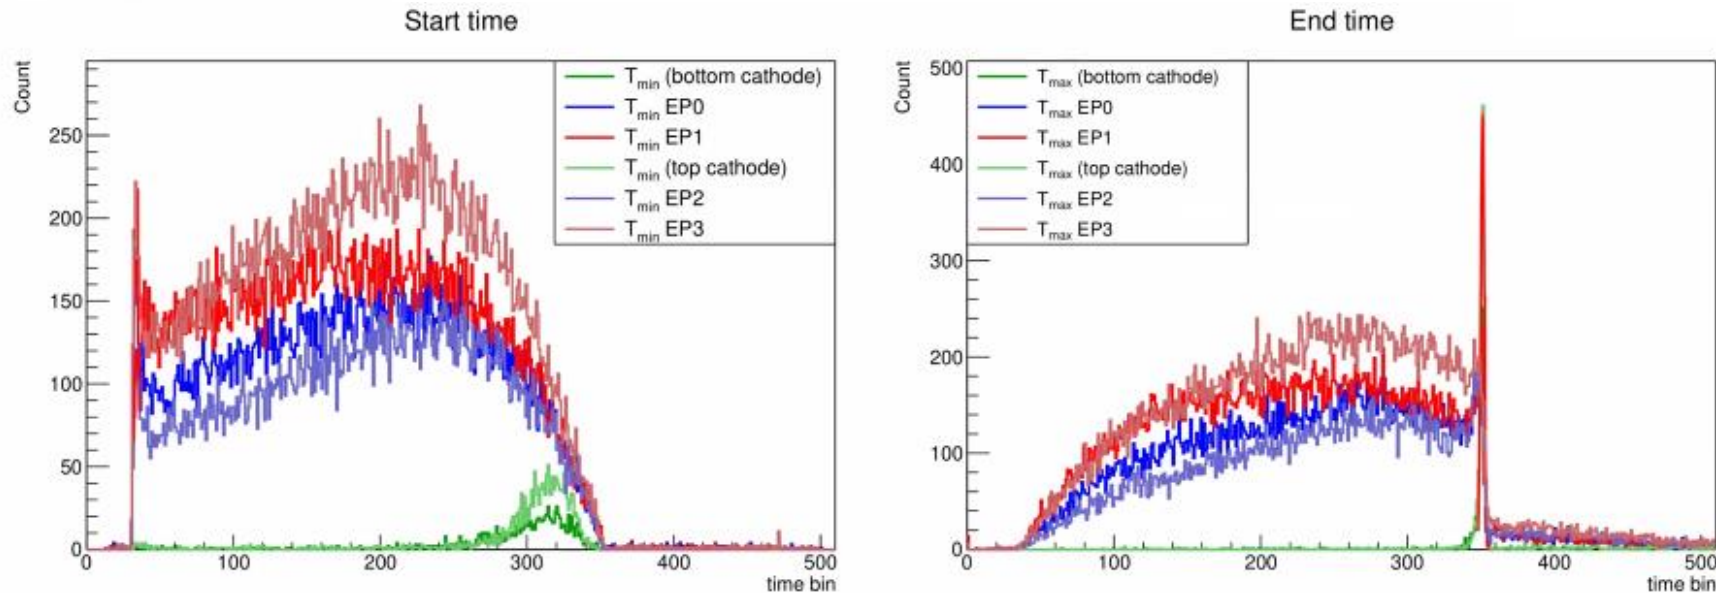 Start time
Count
T_min (bottom cathode)
T_min EP0
T_min EP1
T_min (top cathode)
T_min EP2
T_min EP3
250
200
150
100
50
0
0 100 200 300 400 500
time bin
End time
Count
T_max (bottom cathode)
T_max EP0
T_max EP1
T_max (top cathode)
T_max EP2
T_max EP3
500
400
300
200
100
0
0 100 200 300 400 500
time bin